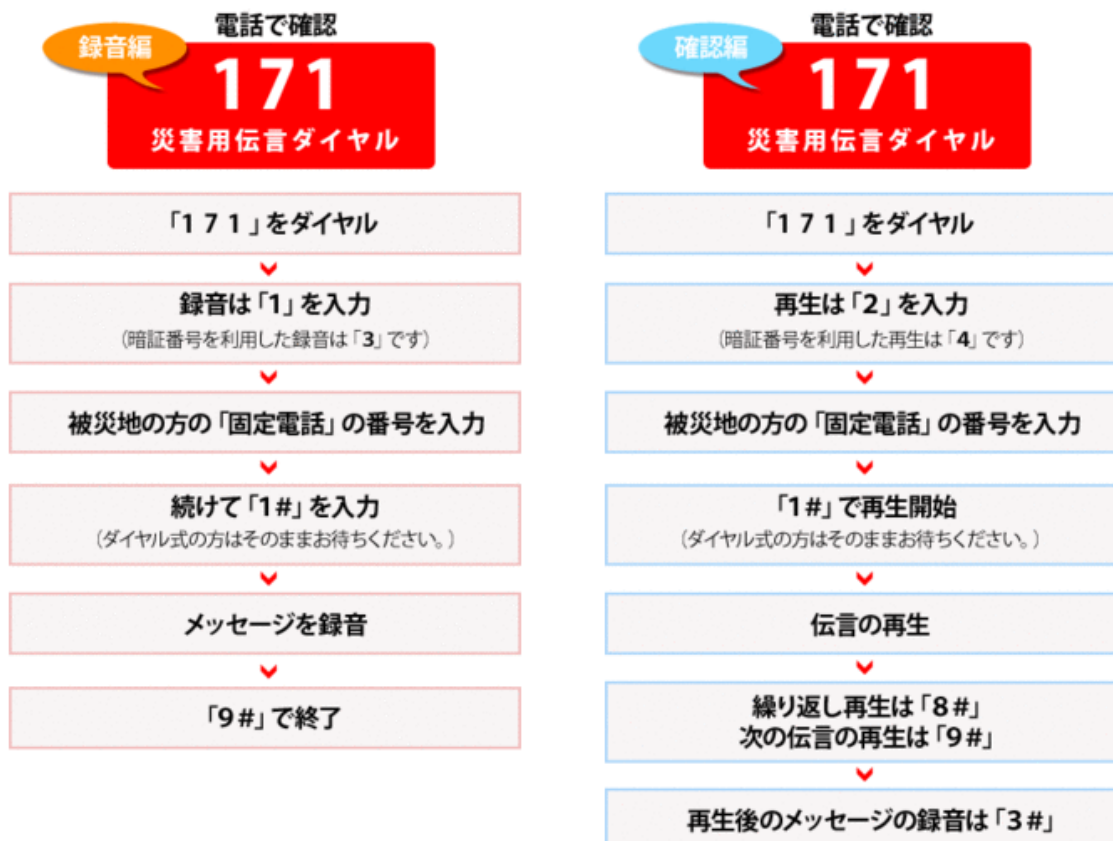 電話で確認
録音編
171
災害用伝言ダイヤル
「171」をダイヤル
録音は「1」を入力
(暗証番号を利用した録音は「3」です)
被災地の方の「固定電話」の番号を入力
続けて「1#」を入力
(ダイヤル式の方はそのままお待ちください。)
メッセージを録音
「9#」で終了
電話で確認
確認編
171
災害用伝言ダイヤル
「171」をダイヤル
再生は「2」を入力
(暗証番号を利用した再生は「4」です)
被災地の方の「固定電話」の番号を入力
「1#」で再生開始
(ダイヤル式の方はそのままお待ちください。)
伝言の再生
繰り返し再生は「8#」
次の伝言の再生は「9#」
再生後のメッセージの録音は「3#」